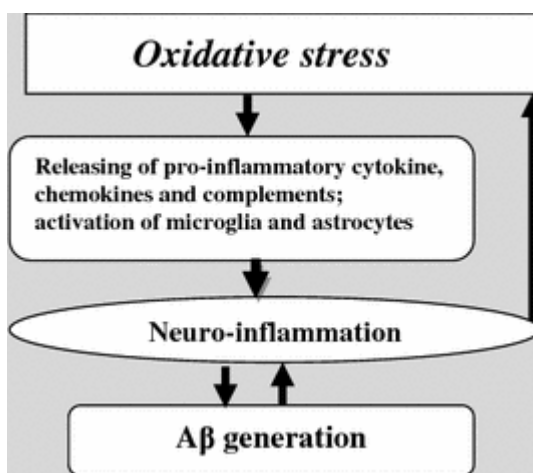 Oxidative stress
Releasing of pro-inflammatory cytokine,
chemokines and complements;
activation of microglia and astrocytes
Neuro-inflammation
Aβ generation